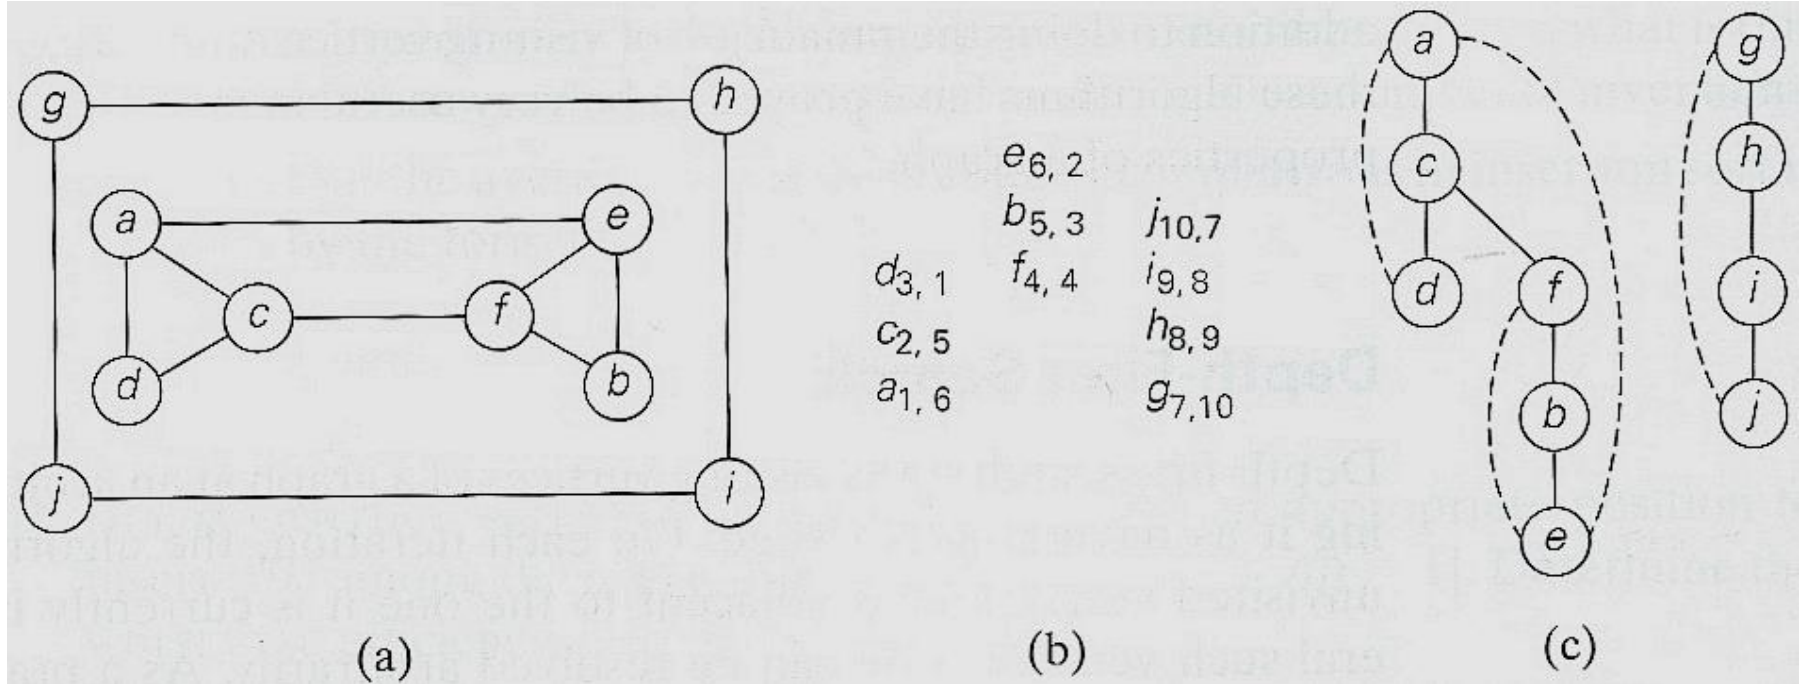 g h
a e
c f
d b
j i
(a)
e6, 2
b5, 3 j10,7
d3, 1 f4, 4 i9,8
c2, 5 h8,9
a1, 6 g7,10
(b)
a g
c h
d f i
b j
e
(c)